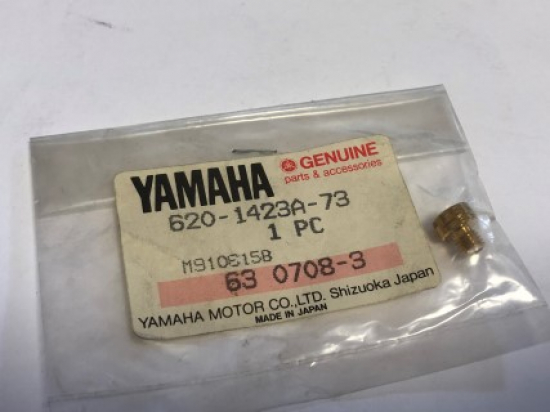 YAMAHA
GENUINE
parts & accessories
620-1423A-73
1 PC
M910615B
63 0708-3
YAMAHA MOTOR CO.,LTD. Shizuoka Japan
MADE IN JAPAN